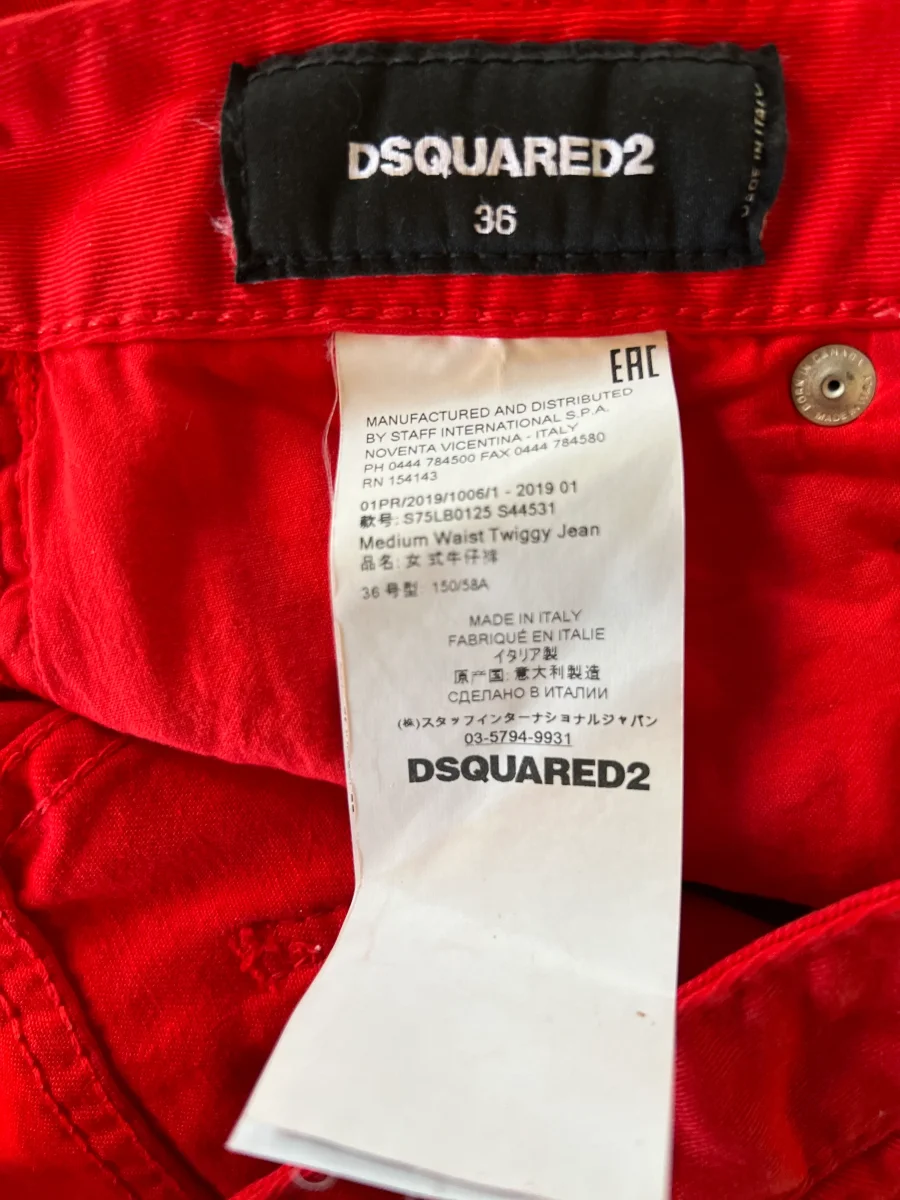 DSQUARED2
36
MADE IN ITALY
EAC
BORN IN CANADA
MADE IN ITALY
MANUFACTURED AND DISTRIBUTED
BY STAFF INTERNATIONAL S.P.A.
NOVENTA VICENTINA - ITALY
PH 0444 784500 FAX 0444 784580
RN 154143
01PR/2019/1006/1 - 2019 01
款号: S75LB0125 S44531
Medium Waist Twiggy Jean
品名: 女式牛仔裤
36 号型: 150/58A
MADE IN ITALY
FABRIQUÉ EN ITALIE
イタリア製
原产国: 意大利製造
СДЕЛАНО В ИТАЛИИ
(株)スタッフインターナショナルジャパン
03-5794-9931
DSQUARED2